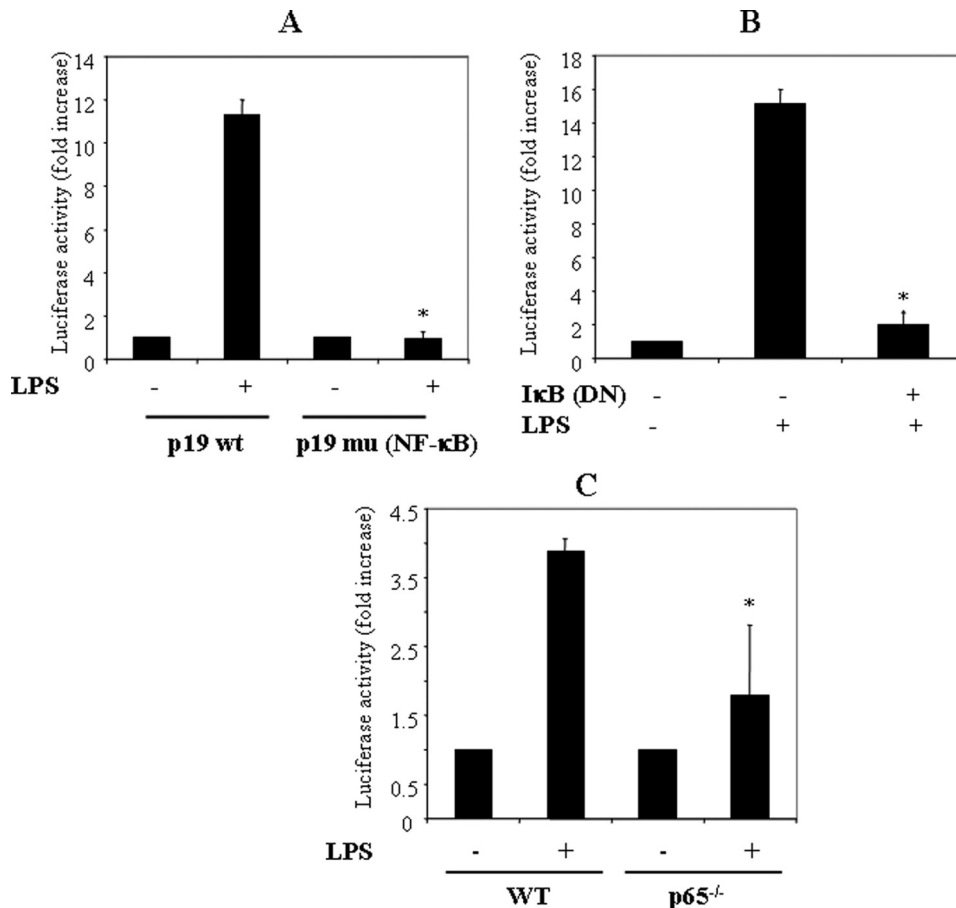 A
Luciferase activity (fold increase)
14
12
10
8
6
4
2
0
*
LPS - + - +
p19 wt p19 mu (NF-κB)
B
Luciferase activity (fold increase)
18
16
14
12
10
8
6
4
2
0
*
IκB (DN) - - +
LPS - + +
C
Luciferase activity (fold increase)
4.5
3.5
2.5
1.5
0.5
0
*
LPS - + - +
WT p65-/-